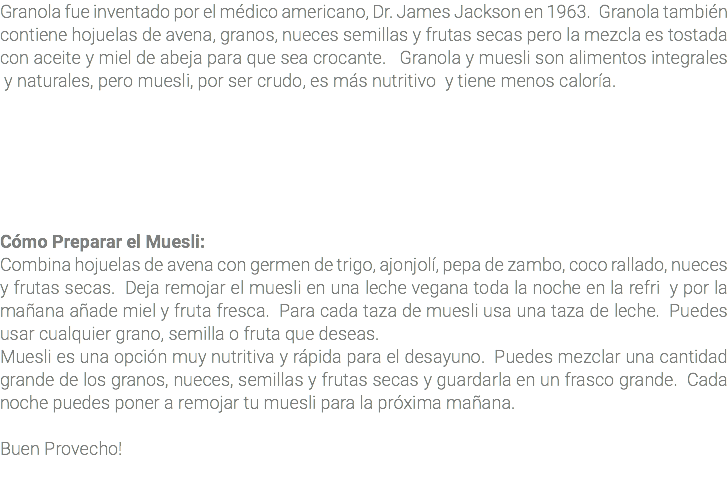 Granola fue inventado por el médico americano, Dr. James Jackson en 1963.  Granola también
contiene hojuelas de avena, granos, nueces semillas y frutas secas pero la mezcla es tostada
con aceite y miel de abeja para que sea crocante.   Granola y muesli son alimentos integrales
y naturales, pero muesli, por ser crudo, es más nutritivo  y tiene menos caloría.
Cómo Preparar el Muesli:
Combina hojuelas de avena con germen de trigo, ajonjolí, pepa de zambo, coco rallado, nueces
y frutas secas.  Deja remojar el muesli en una leche vegana toda la noche en la refri  y por la
mañana añade miel y fruta fresca.  Para cada taza de muesli usa una taza de leche.  Puedes
usar cualquier grano, semilla o fruta que deseas.
Muesli es una opción muy nutritiva y rápida para el desayuno.  Puedes mezclar una cantidad
grande de los granos, nueces, semillas y frutas secas y guardarla en un frasco grande.  Cada
noche puedes poner a remojar tu muesli para la próxima mañana.
Buen Provecho!